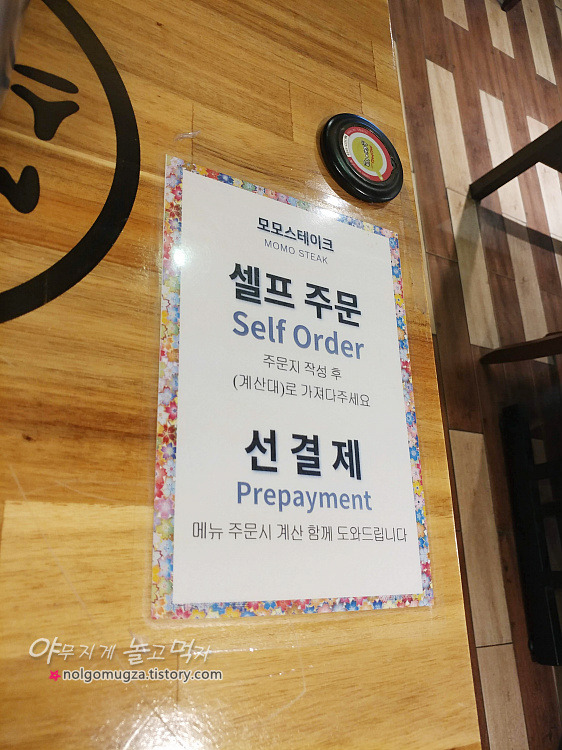 모모스테이크
MOMO STEAK
셀프 주문
Self Order
주문지 작성 후
(계산대)로 가져다주세요
선 결 제
Prepayment
메뉴 주문시 계산 함께 도와드립니다
야무지게 놀고먹자
nolgomugza.tistory.com